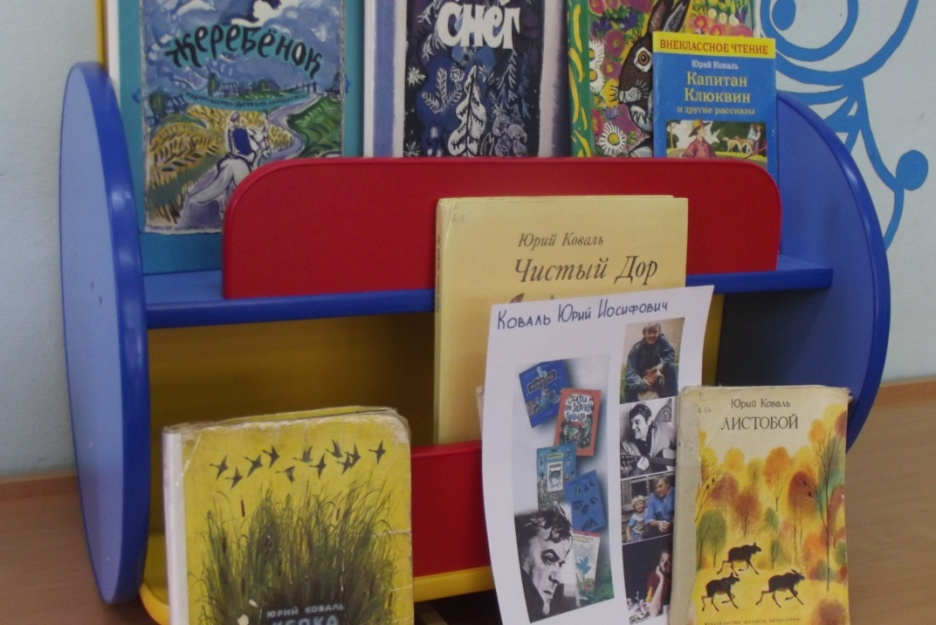 Жеребёнок
Снег
ВНЕКЛАССНОЕ ЧТЕНИЕ
Юрий Коваль
Капитан
Клюквин
и другие рассказы
Юрий Коваль
Чистый Дор
Коваль Юрий Иосифович
Юрий Коваль
ЛИСТОБОЙ
ЮРИЙ КОВАЛЬ